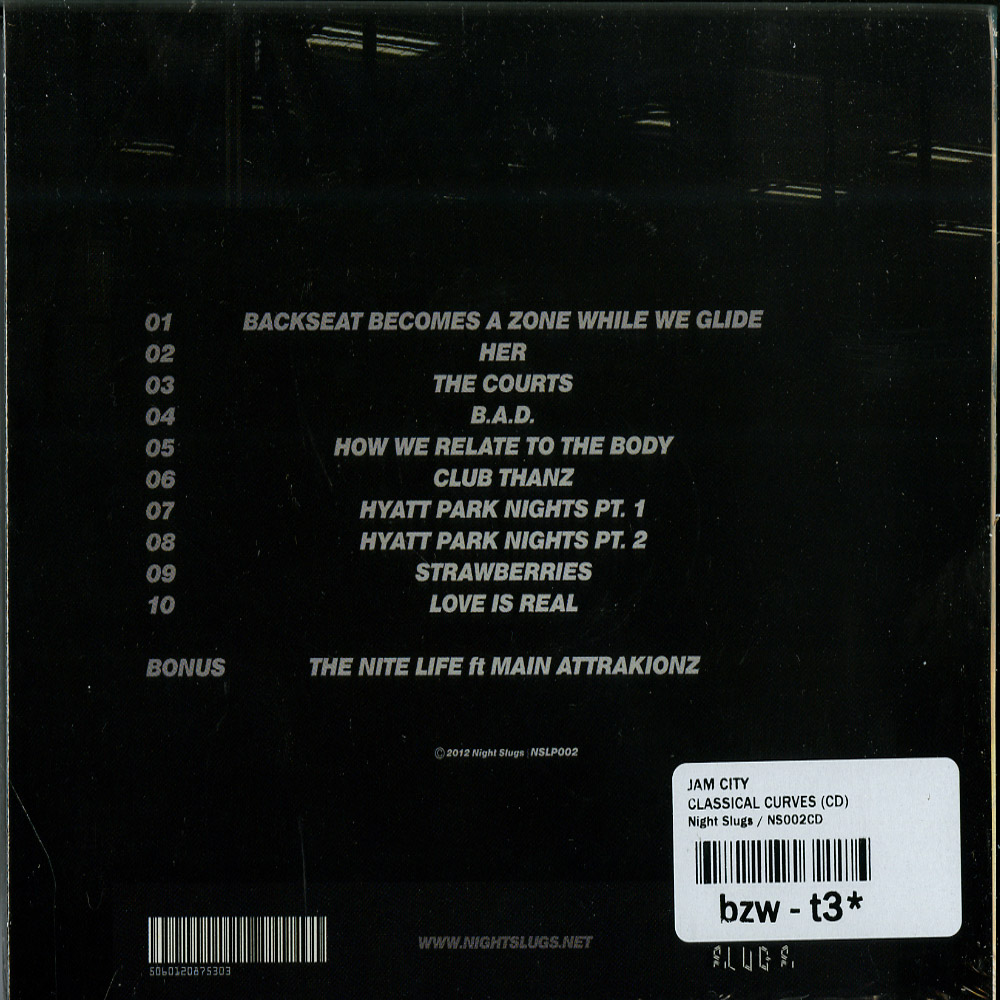 01 BACKSEAT BECOMES A ZONE WHILE WE GLIDE
02 HER
03 THE COURTS
04 B.A.D.
05 HOW WE RELATE TO THE BODY
06 CLUB THANZ
07 HYATT PARK NIGHTS PT. 1
08 HYATT PARK NIGHTS PT. 2
09 STRAWBERRIES
10 LOVE IS REAL
BONUS THE NITE LIFE ft MAIN ATTRAKIONZ
©2012 Night Slugs | NSLP002
JAM CITY
CLASSICAL CURVES (CD)
Night Slugs / NS002CD
bzw - t3*
WWW.NIGHTSLUGS.NET
SLUGS
5060120875303